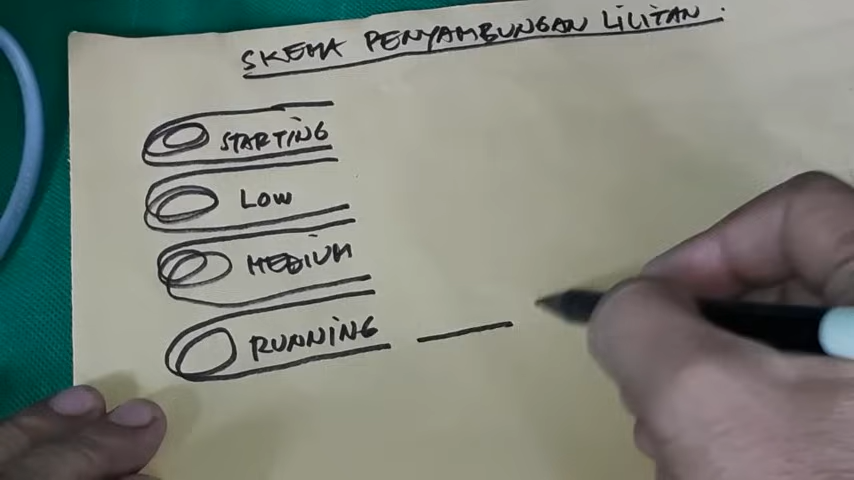 SKEMA PENYAMBUNGAN LILITAN.
STARTING
LOW
MEDIUM
RUNNING